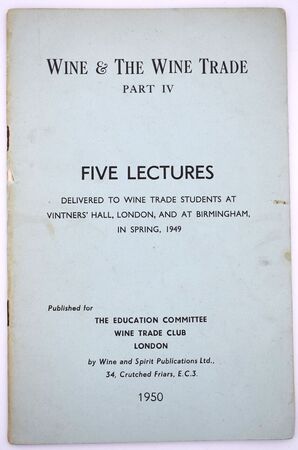 WINE & THE WINE TRADE
PART IV
FIVE LECTURES
DELIVERED TO WINE TRADE STUDENTS AT
VINTNERS' HALL, LONDON, AND AT BIRMINGHAM,
IN SPRING, 1949
Published for
THE EDUCATION COMMITTEE
WINE TRADE CLUB
LONDON
by Wine and Spirit Publications Ltd.,
34, Crutched Friars, E.C.3.
1950